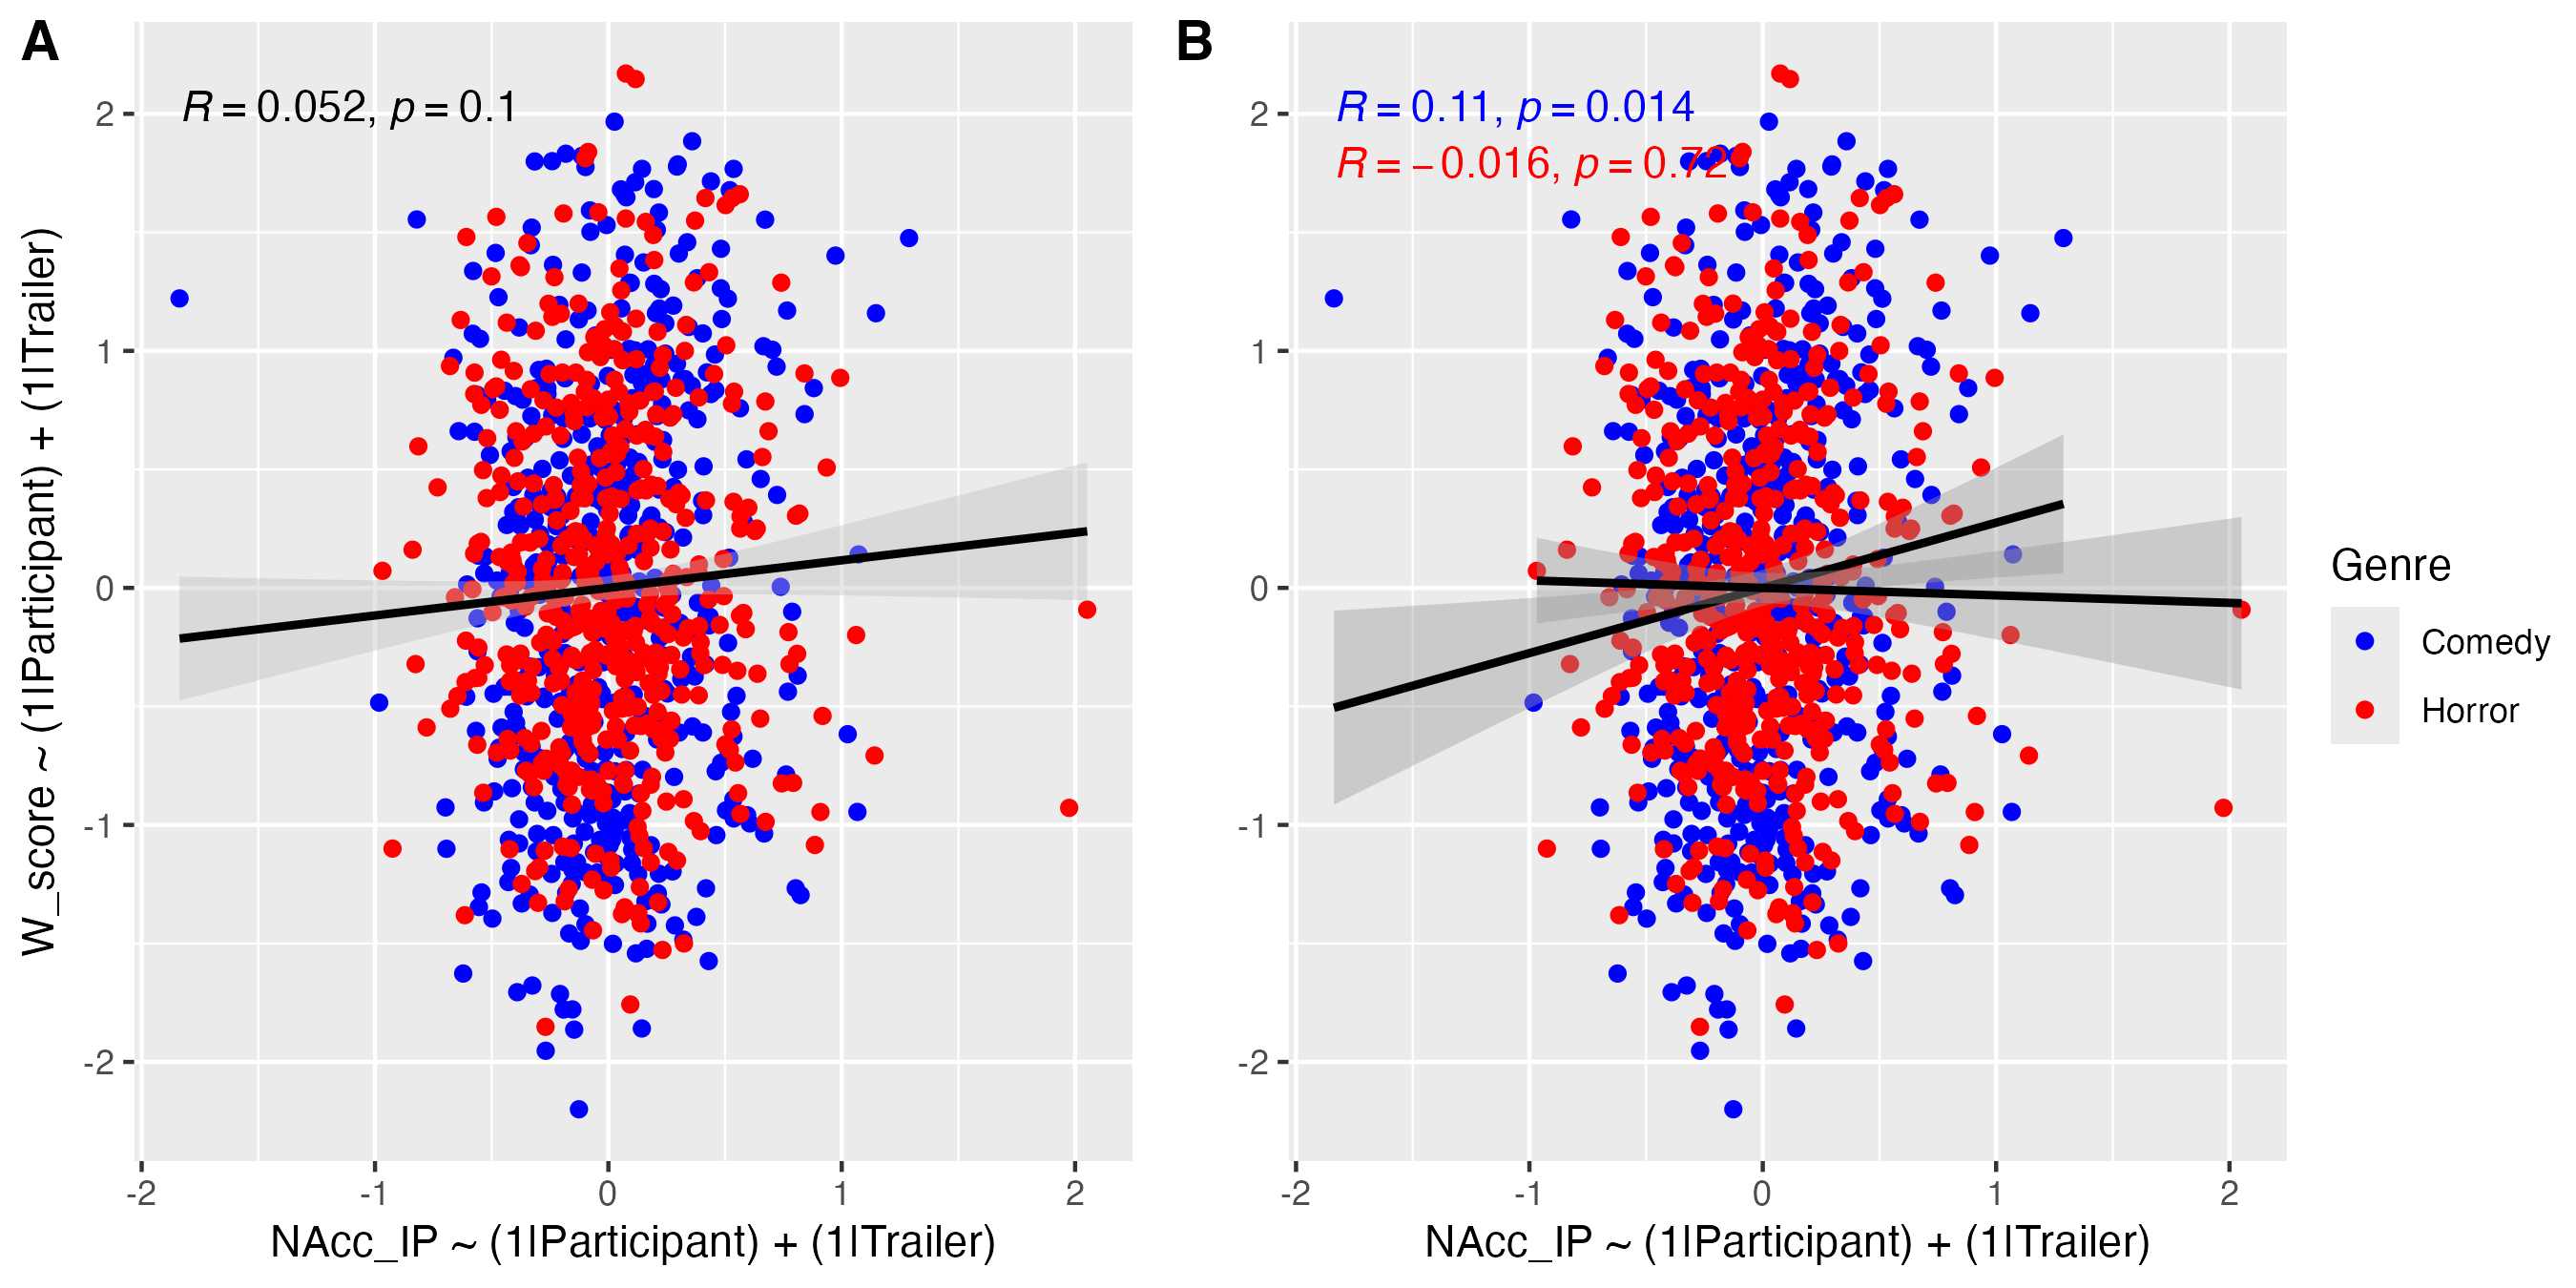 A
R = 0.052, p = 0.1
W_score ~ (1|Participant) + (1|Trailer)
2
1
0
-1
-2
-2 -1 0 1 2
NAcc_IP ~ (1|Participant) + (1|Trailer)
B
R = 0.11, p = 0.014
R = −0.016, p = 0.72
2
1
0
-1
-2
-2 -1 0 1 2
NAcc_IP ~ (1|Participant) + (1|Trailer)
Genre
Comedy
Horror